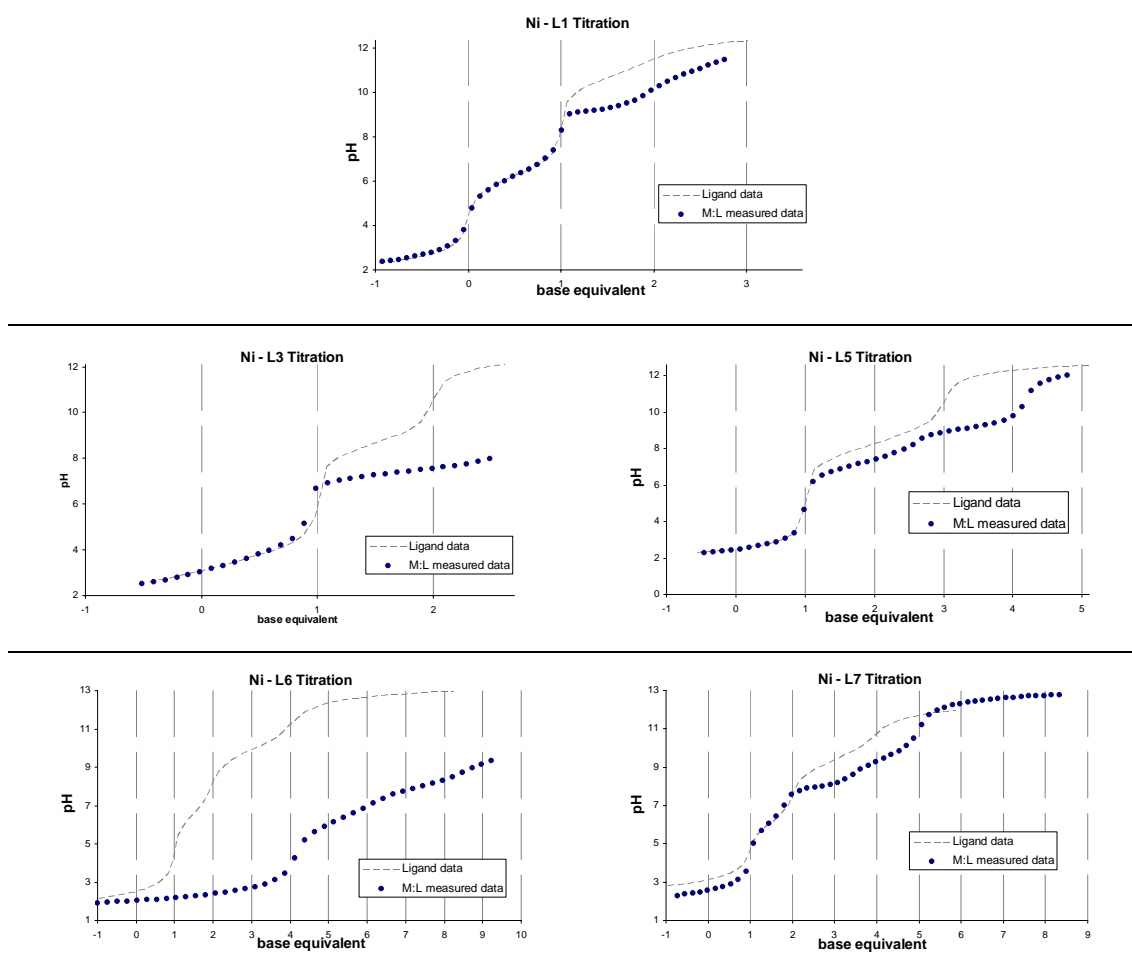 Ni - L1 Titration
12
10
8
6
4
2
pH
-1 0 1 2 3
base equivalent
Ligand data
M:L measured data
Ni - L3 Titration
12
10
8
6
4
2
pH
-1 0 1 2
base equivalent
Ligand data
M:L measured data
Ni - L5 Titration
12
10
8
6
4
2
0
pH
-1 0 1 2 3 4 5
base equivalent
Ligand data
M:L measured data
Ni - L6 Titration
13
11
9
7
5
3
1
pH
-1 0 1 2 3 4 5 6 7 8 9 10
base equivalent
Ligand data
M:L measured data
Ni - L7 Titration
13
11
9
7
5
3
1
pH
-1 0 1 2 3 4 5 6 7 8 9
base equivalent
Ligand data
M:L measured data